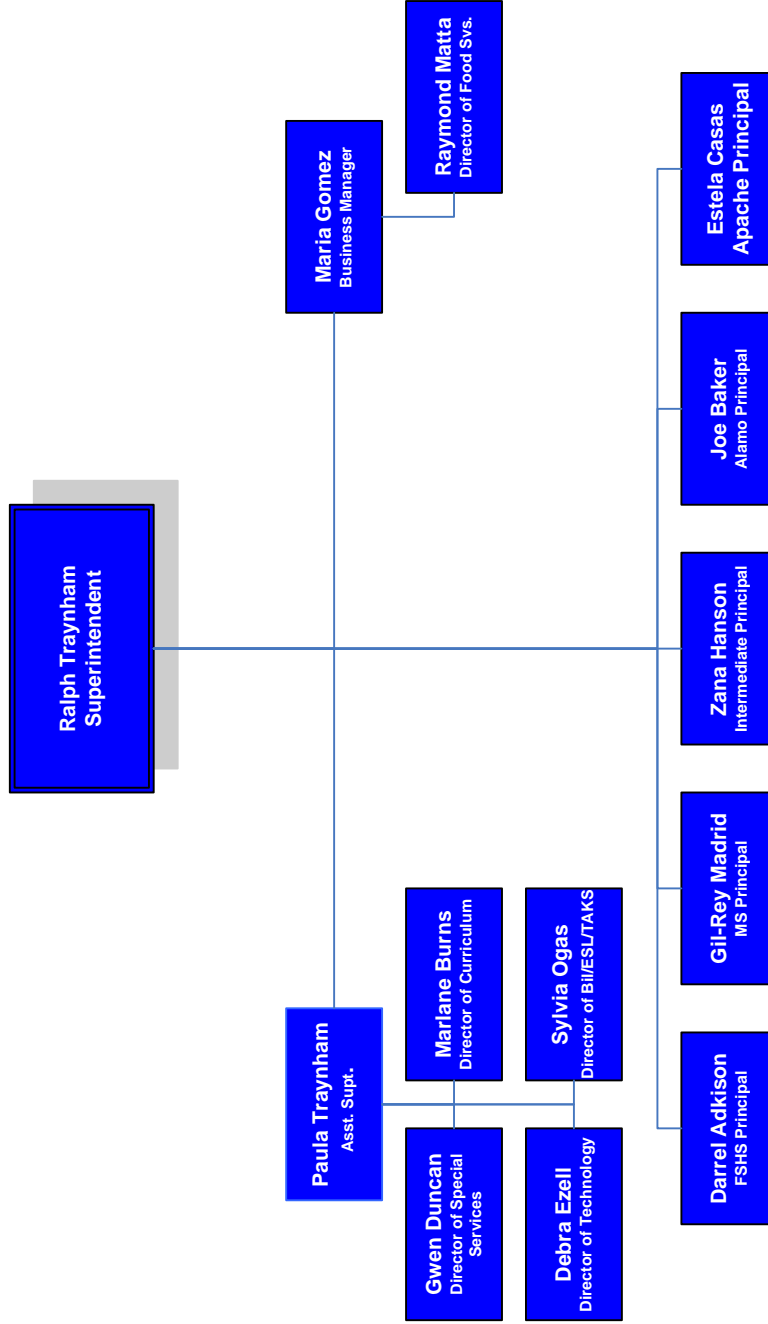 Ralph Traynham
Superintendent
Paula Traynham
Asst. Supt.
Maria Gomez
Business Manager
Gwen Duncan
Director of Special
Services
Marlane Burns
Director of Curriculum
Raymond Matta
Director of Food Svs.
Debra Ezell
Director of Technology
Sylvia Ogas
Director of Bil/ESL/TAKS
Darrel Adkison
FSHS Principal
Gil-Rey Madrid
MS Principal
Zana Hanson
Intermediate Principal
Joe Baker
Alamo Principal
Estela Casas
Apache Principal